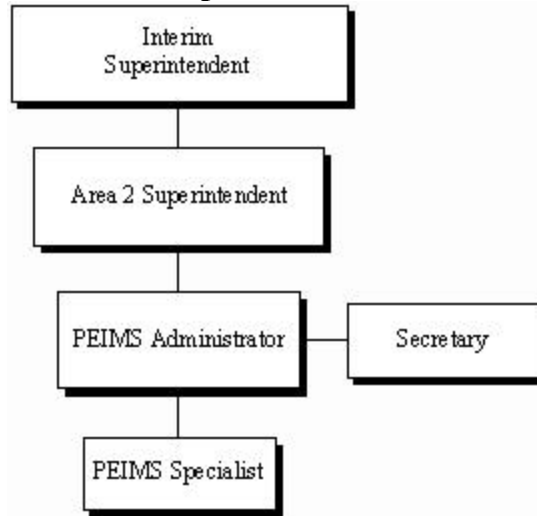 Interim
Superintendent
Area 2 Superintendent
PEIMS Administrator
Secretary
PEIMS Specialist